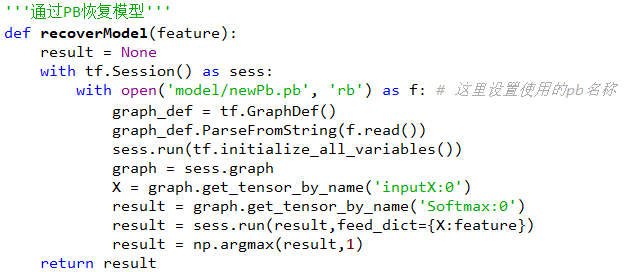 '''通过PB恢复模型'''
def recoverModel(feature):
    result = None
    with tf.Session() as sess:
        with open('model/newPb.pb', 'rb') as f: # 这里设置使用的pb名称
            graph_def = tf.GraphDef()
            graph_def.ParseFromString(f.read())
            sess.run(tf.initialize_all_variables())
            graph = sess.graph
            X = graph.get_tensor_by_name('inputX:0')
            result = graph.get_tensor_by_name('Softmax:0')
            result = sess.run(result,feed_dict={X:feature})
            result = np.argmax(result,1)
    return result